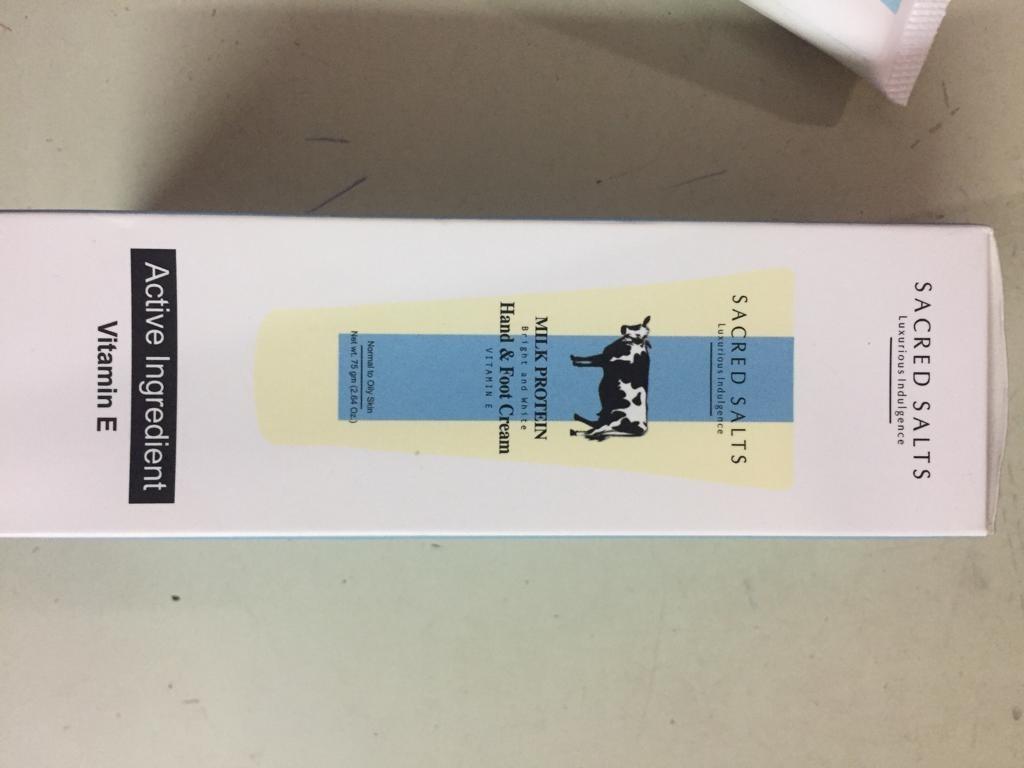 SACRED SALTS
Luxurious Indulgence
SACRED SALTS
Luxurious Indulgence
MILK PROTEIN
Bright and White
Hand & Foot Cream
VITAMIN E
Normal to Oily Skin
Net wt. 75 gm (2.64 Oz.)
Active Ingredient
Vitamin E